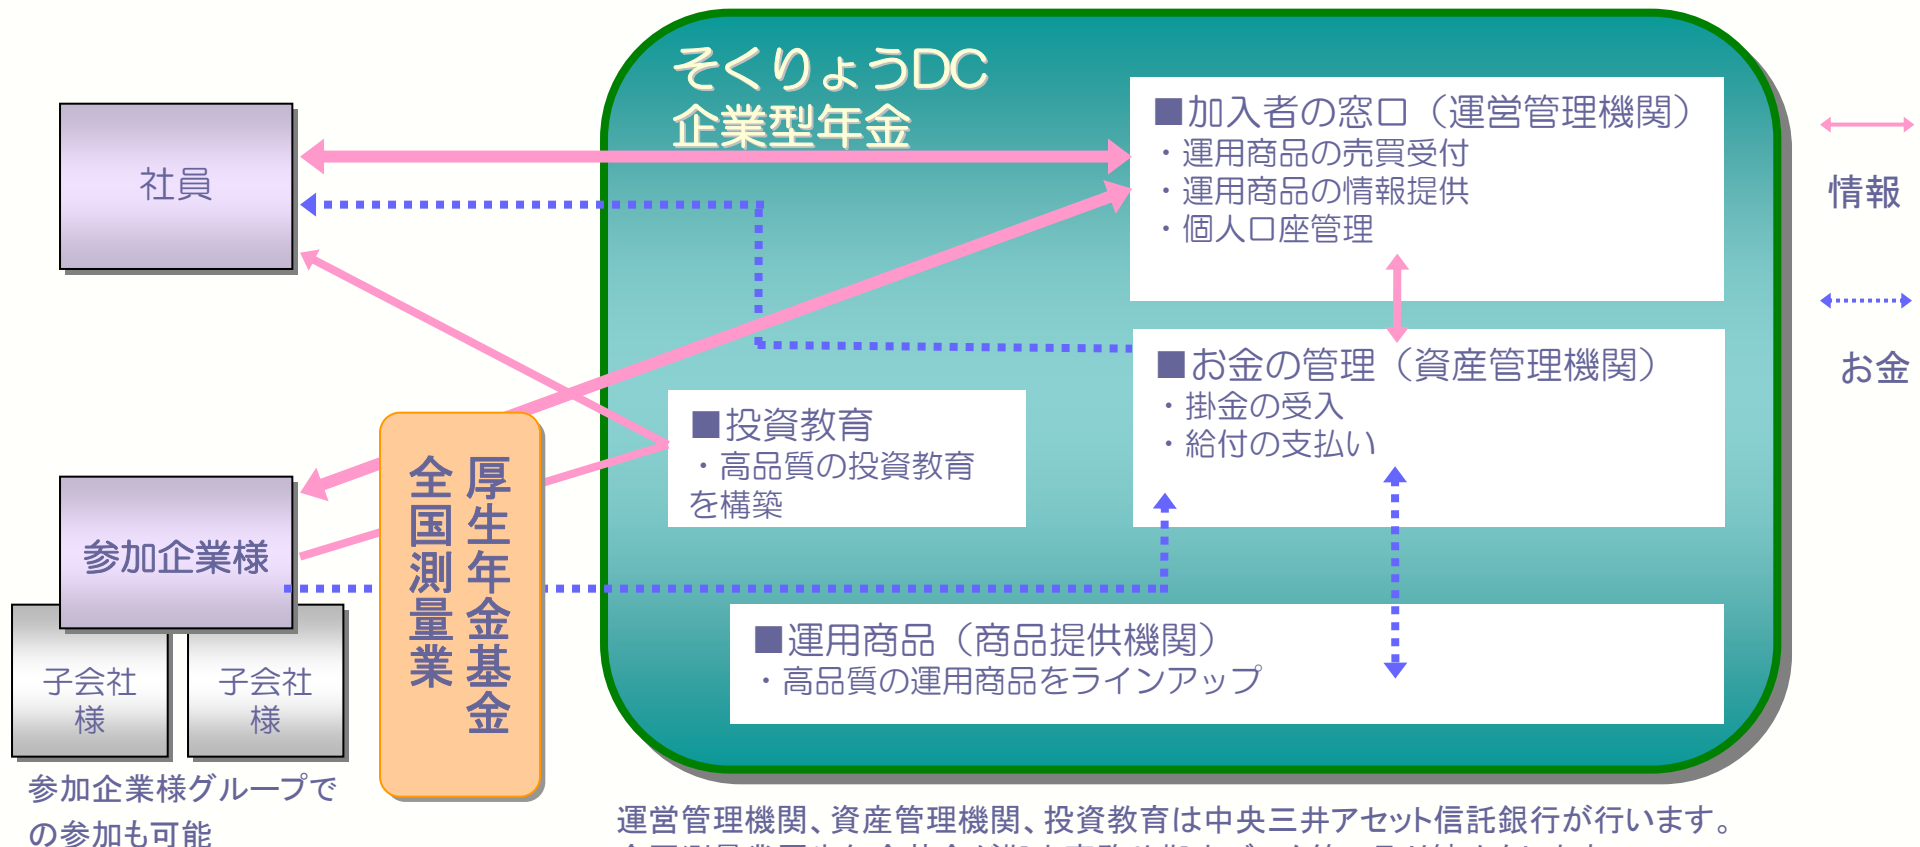 そくりょうDC
企業型年金
社員
■加入者の窓口（運営管理機関）
・運用商品の売買受付
・運用商品の情報提供
・個人口座管理
情報
お金
■お金の管理（資産管理機関）
・掛金の受入
・給付の支払い
■投資教育
・高品質の投資教育
を構築
全国測量業
厚生年金基金
参加企業様
子会社
様
子会社
様
■運用商品（商品提供機関）
・高品質の運用商品をラインアップ
参加企業様グループで
の参加も可能
運営管理機関、資産管理機関、投資教育は中央三井アセット信託銀行が行います。